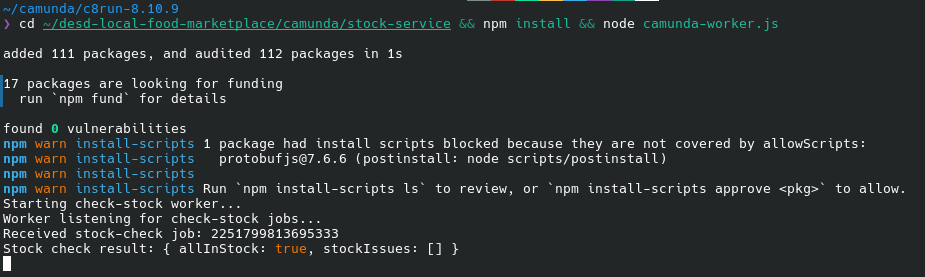 ~/camunda/c8run-8.10.9
❯ cd ~/desd-local-food-marketplace/camunda/stock-service && npm install && node camunda-worker.js
added 111 packages, and audited 112 packages in 1s
17 packages are looking for funding
  run `npm fund` for details
found 0 vulnerabilities
npm warn install-scripts 1 package had install scripts blocked because they are not covered by allowScripts:
npm warn install-scripts   protobufjs@7.6.6 (postinstall: node scripts/postinstall)
npm warn install-scripts
npm warn install-scripts Run `npm install-scripts ls` to review, or `npm install-scripts approve <pkg>` to allow.
Starting check-stock worker...
Worker listening for check-stock jobs...
Received stock-check job: 2251799813695333
Stock check result: { allInStock: true, stockIssues: [] }